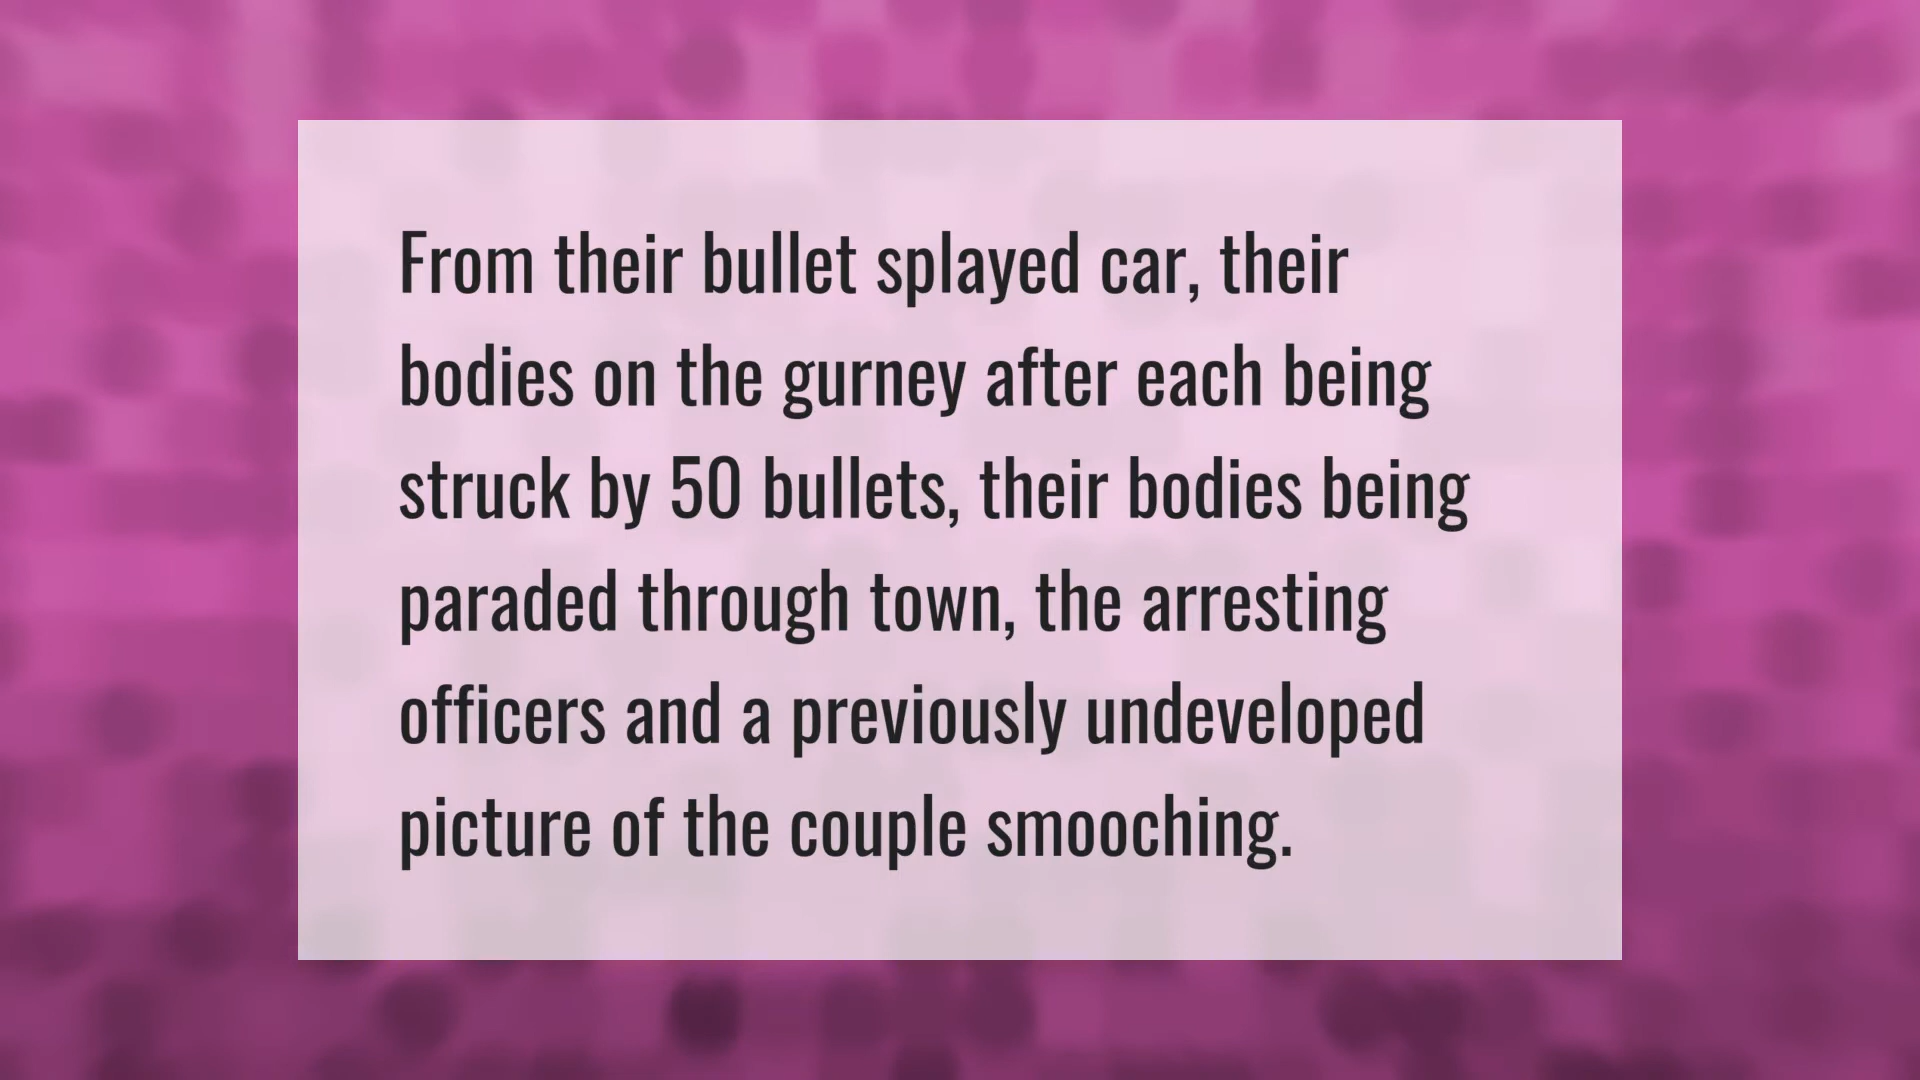 From their bullet splayed car, their
bodies on the gurney after each being
struck by 50 bullets, their bodies being
paraded through town, the arresting
officers and a previously undeveloped
picture of the couple smooching.